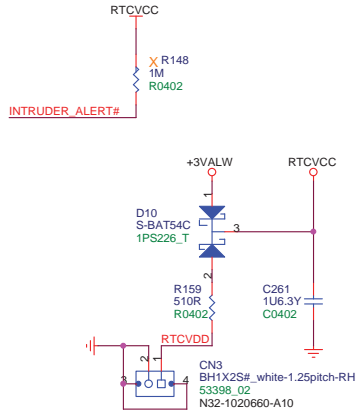 RTCVCC
X R148
1M
R0402
INTRUDER_ALERT#
+3VALW
RTCVCC
1
D10
S-BAT54C
1PS226_T
3
2
R159
510R
R0402
C261
1U6.3Y
C0402
RTCVDD
2
1
3
4
CN3
BH1X2S#_white-1.25pitch-RH
53398_02
N32-1020660-A10